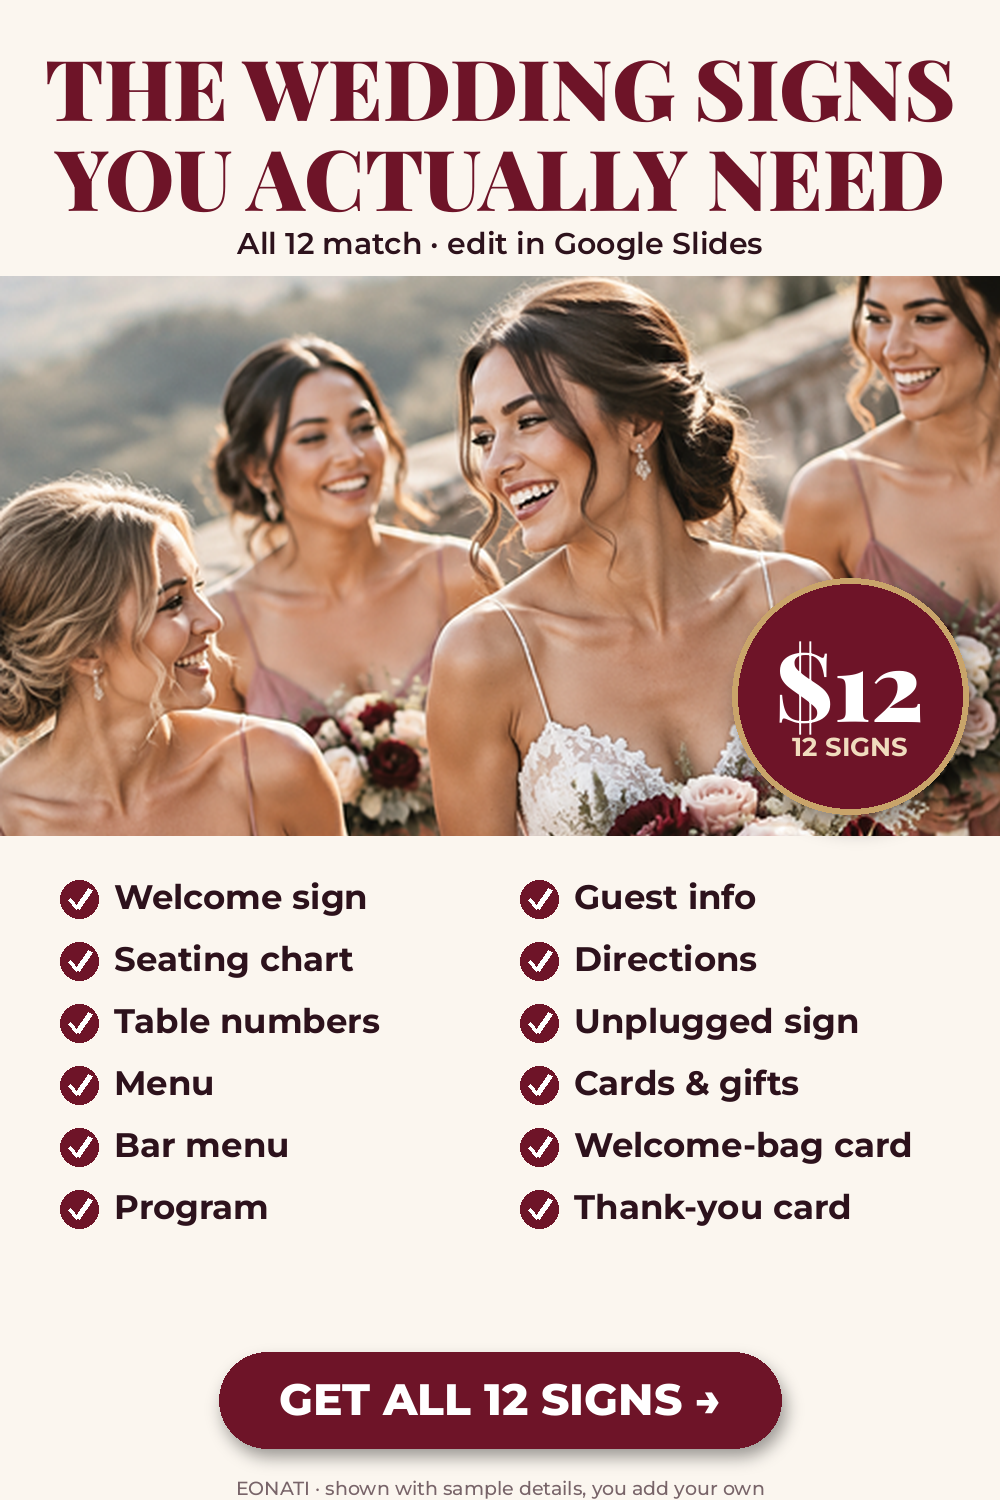 THE WEDDING SIGNS
YOU ACTUALLY NEED
All 12 match · edit in Google Slides
$12
12 SIGNS
Welcome sign
Seating chart
Table numbers
Menu
Bar menu
Program
Guest info
Directions
Unplugged sign
Cards & gifts
Welcome-bag card
Thank-you card
GET ALL 12 SIGNS →
EONATI · shown with sample details, you add your own